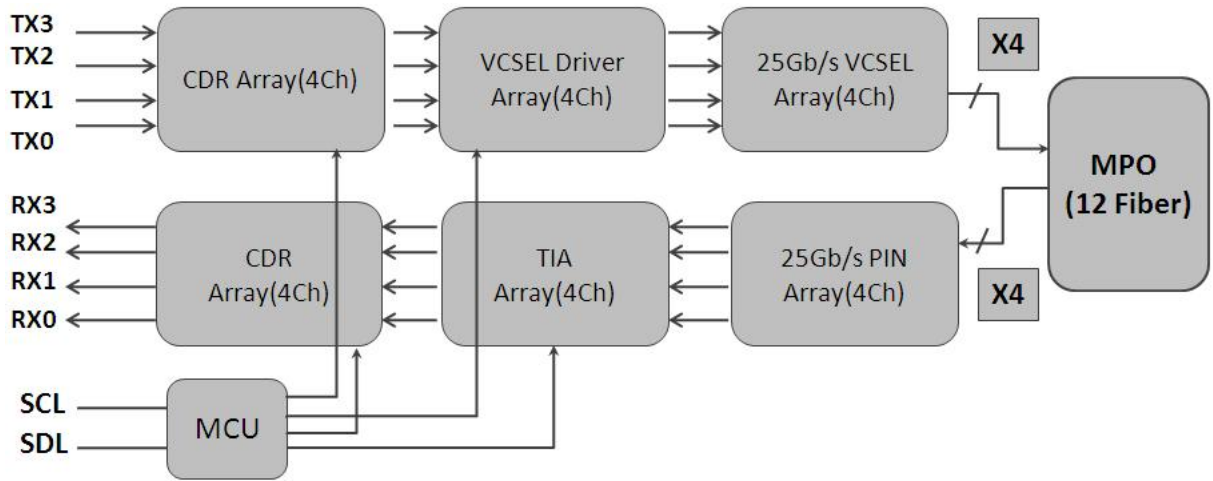 TX3
TX2
TX1
TX0
CDR Array(4Ch)
VCSEL Driver
Array(4Ch)
25Gb/s VCSEL
Array(4Ch)
X4
MPO
(12 Fiber)
RX3
RX2
RX1
RX0
CDR
Array(4Ch)
TIA
Array(4Ch)
25Gb/s PIN
Array(4Ch)
X4
SCL
SDL
MCU